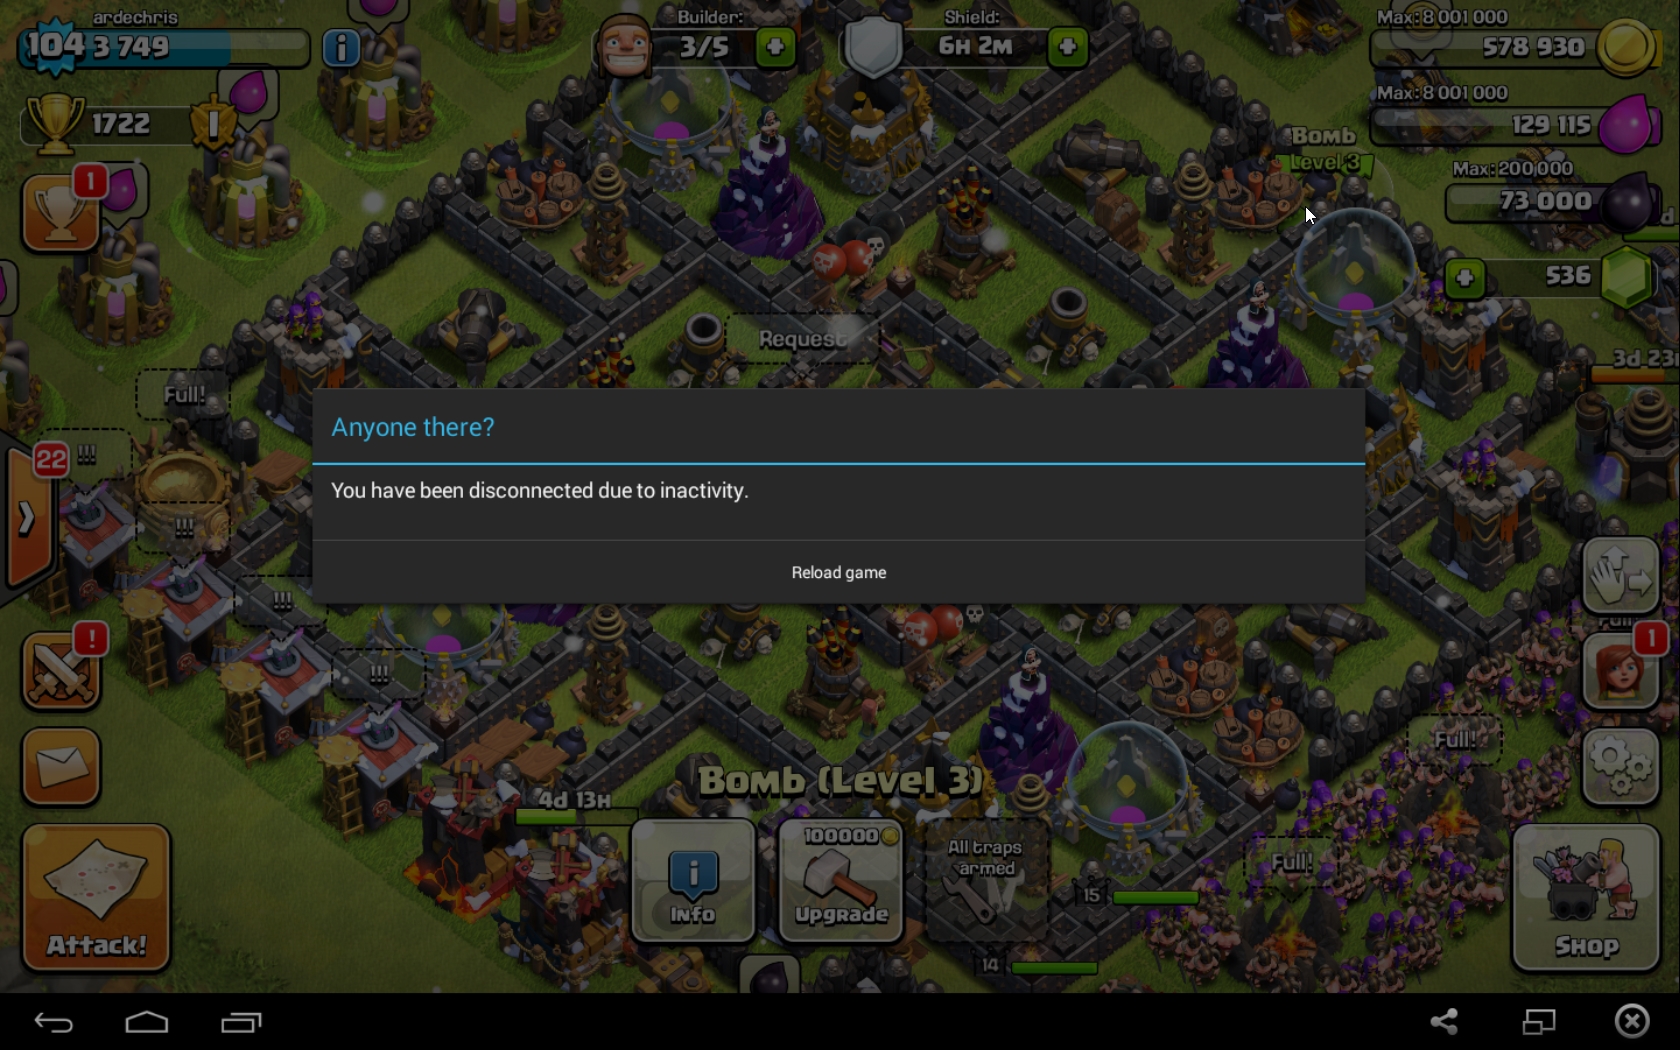 ardechris
104 3 749
Builder:
3/5
Shield:
6H 2M
Max: 8 001 000
578 930
1722
Max: 8 001 000
129 115
Bomb
Level 3
Max: 200 000
73 000
1
536
Request
3d 23
Full!
Anyone there?
22
!!!
You have been disconnected due to inactivity.
!!!
Reload game
!!!
Full!
!
1
!!!
Full!
Bomb (Level 3)
4d 13H
100000
All traps
armed
Full!
Info
Upgrade
15
Attack!
Shop
14